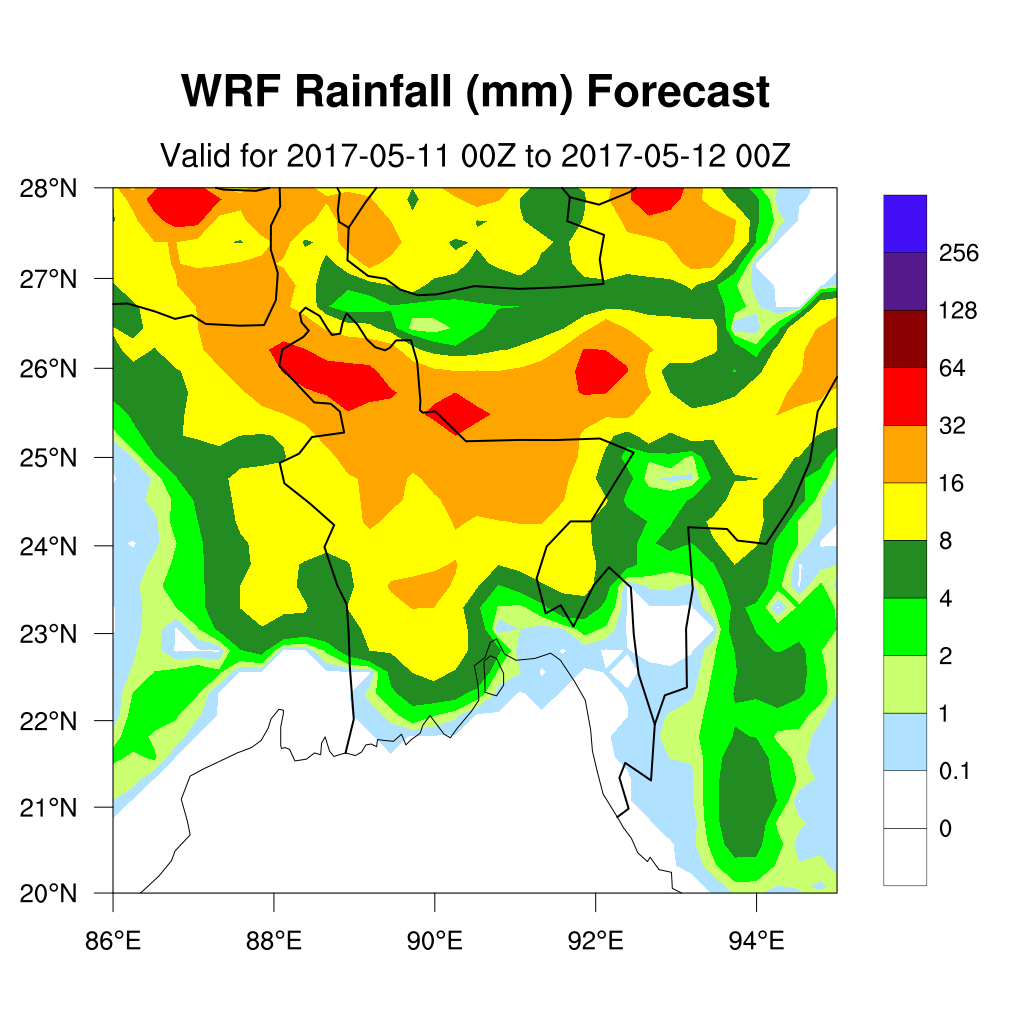 WRF Rainfall (mm) Forecast
Valid for 2017-05-11 00Z to 2017-05-12 00Z
28°N
27°N
26°N
25°N
24°N
23°N
22°N
21°N
20°N
86°E
88°E
90°E
92°E
94°E
256
128
64
32
16
8
4
2
1
0.1
0